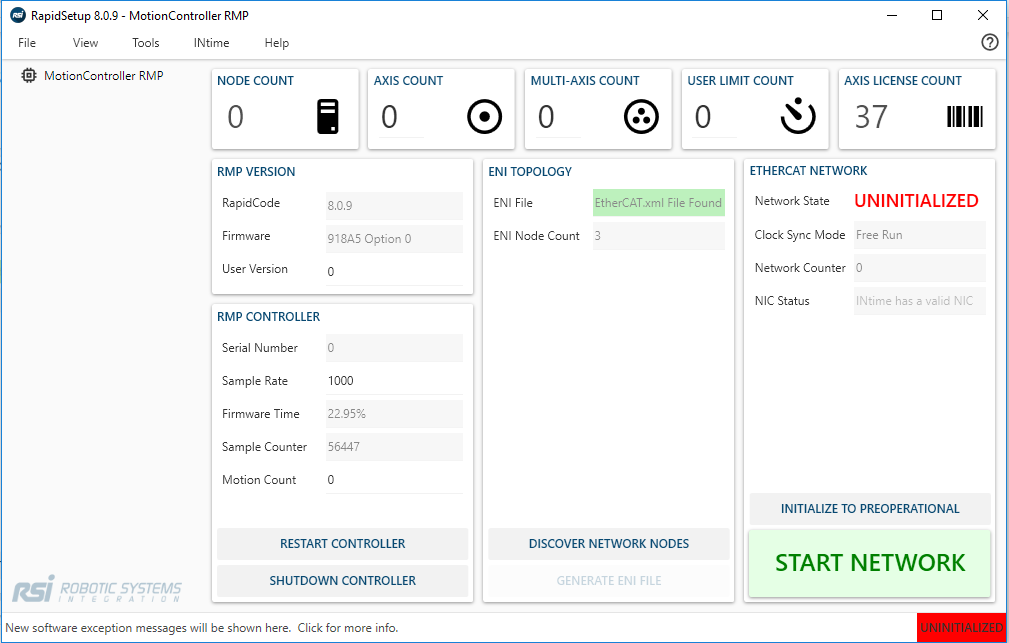 RSI RapidSetup 8.0.9 - MotionController RMP
File View Tools INtime Help ?
MotionController RMP
NODE COUNT
0
AXIS COUNT
0
MULTI-AXIS COUNT
0
USER LIMIT COUNT
0
AXIS LICENSE COUNT
37
RMP VERSION
RapidCode 8.0.9
Firmware 918A5 Option 0
User Version 0
RMP CONTROLLER
Serial Number 0
Sample Rate 1000
Firmware Time 22.95%
Sample Counter 56447
Motion Count 0
RESTART CONTROLLER
SHUTDOWN CONTROLLER
ENI TOPOLOGY
ENI File EtherCAT.xml File Found
ENI Node Count 3
DISCOVER NETWORK NODES
GENERATE ENI FILE
ETHERCAT NETWORK
Network State UNINITIALIZED
Clock Sync Mode Free Run
Network Counter 0
NIC Status INtime has a valid NIC
INITIALIZE TO PREOPERATIONAL
START NETWORK
RSI ROBOTIC SYSTEMS
INTEGRATION
New software exception messages will be shown here. Click for more info.
UNINITIALIZED